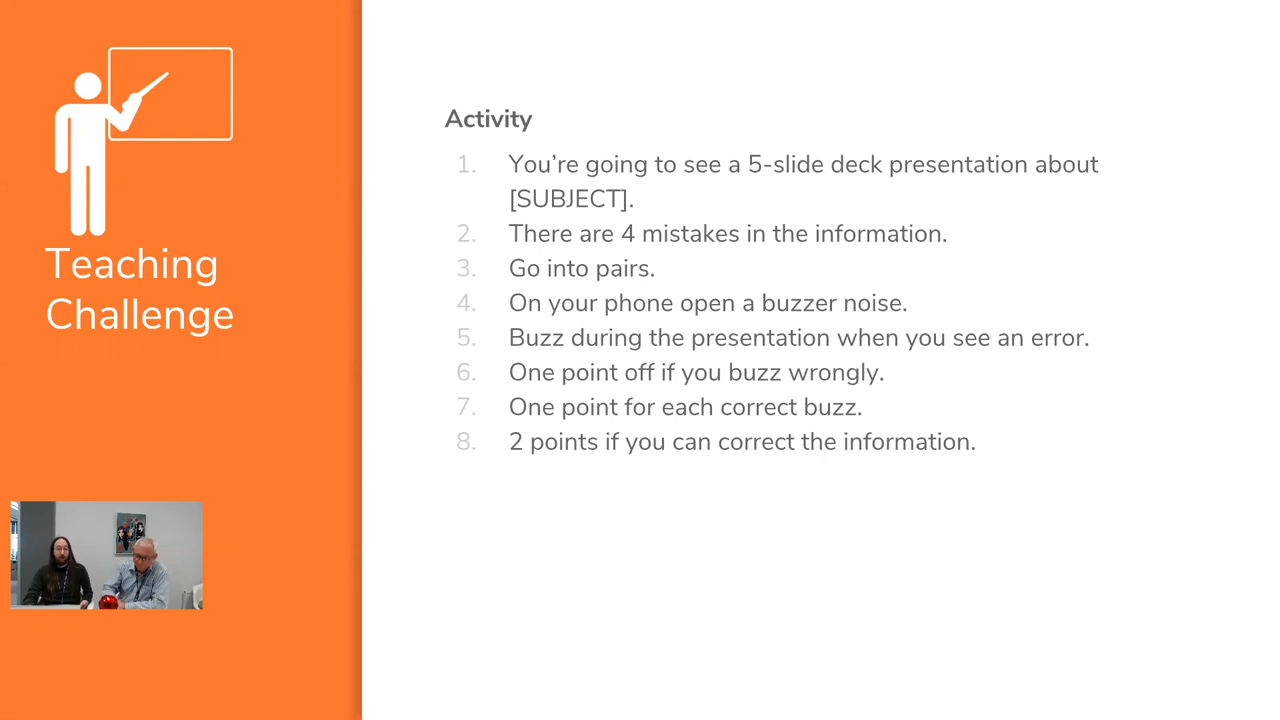 Teaching
Challenge
Activity
1. You’re going to see a 5-slide deck presentation about
[SUBJECT].
2. There are 4 mistakes in the information.
3. Go into pairs.
4. On your phone open a buzzer noise.
5. Buzz during the presentation when you see an error.
6. One point off if you buzz wrongly.
7. One point for each correct buzz.
8. 2 points if you can correct the information.